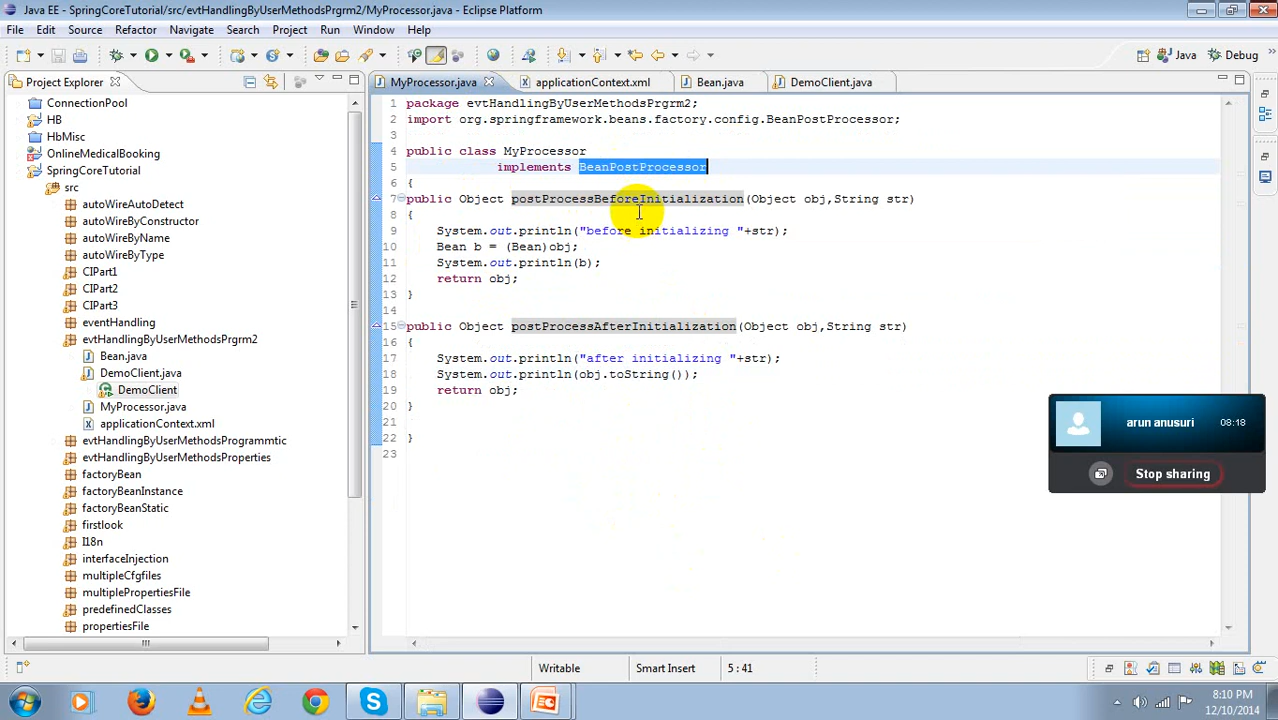 Java EE - SpringCoreTutorial/src/evtHandlingByUserMethodsPrgrm2/MyProcessor.java - Eclipse Platform
File Edit Source Refactor Navigate Search Project Run Window Help
Java Debug
Project Explorer
ConnectionPool
HB
HbMisc
OnlineMedicalBooking
SpringCoreTutorial
src
autoWireAutoDetect
autoWireByConstructor
autoWireByName
autoWireByType
CIPart1
CIPart2
CIPart3
eventHandling
evtHandlingByUserMethodsPrgrm2
Bean.java
DemoClient.java
DemoClient
MyProcessor.java
applicationContext.xml
evtHandlingByUserMethodsProgrammtic
evtHandlingByUserMethodsProperties
factoryBean
factoryBeanInstance
factoryBeanStatic
firstlook
I18n
interfaceInjection
multipleCfgfiles
multiplePropertiesFile
predefinedClasses
propertiesFile
MyProcessor.java applicationContext.xml Bean.java DemoClient.java
1 package evtHandlingByUserMethodsPrgrm2;
2 import org.springframework.beans.factory.config.BeanPostProcessor;
3
4 public class MyProcessor
5 implements BeanPostProcessor
6 {
7 public Object postProcessBeforeInitialization(Object obj,String str)
8 {
9 System.out.println("before initializing "+str);
10 Bean b = (Bean)obj;
11 System.out.println(b);
12 return obj;
13 }
14
15 public Object postProcessAfterInitialization(Object obj,String str)
16 {
17 System.out.println("after initializing "+str);
18 System.out.println(obj.toString());
19 return obj;
20 }
21
22 }
23
arun anusuri 08:18
Stop sharing
Writable Smart Insert 5 : 41
8:10 PM
12/10/2014